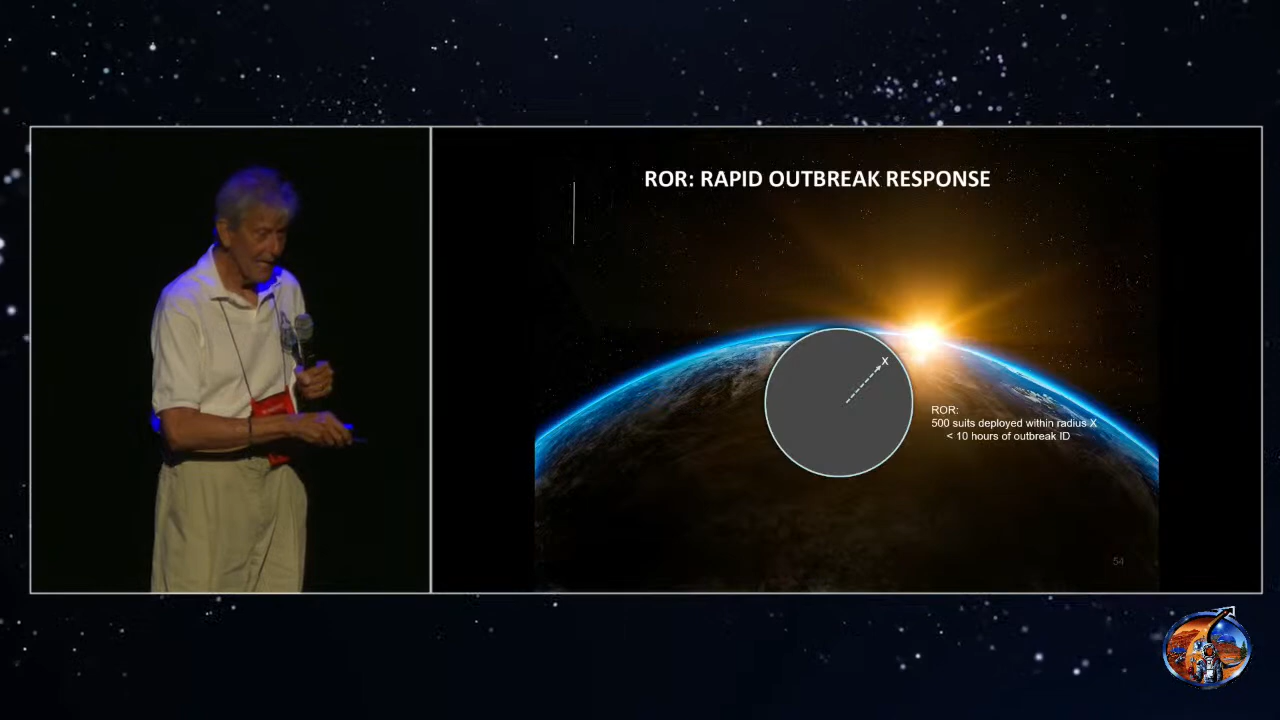 ROR: RAPID OUTBREAK RESPONSE
X
ROR:
500 suits deployed within radius X
< 10 hours of outbreak ID
54